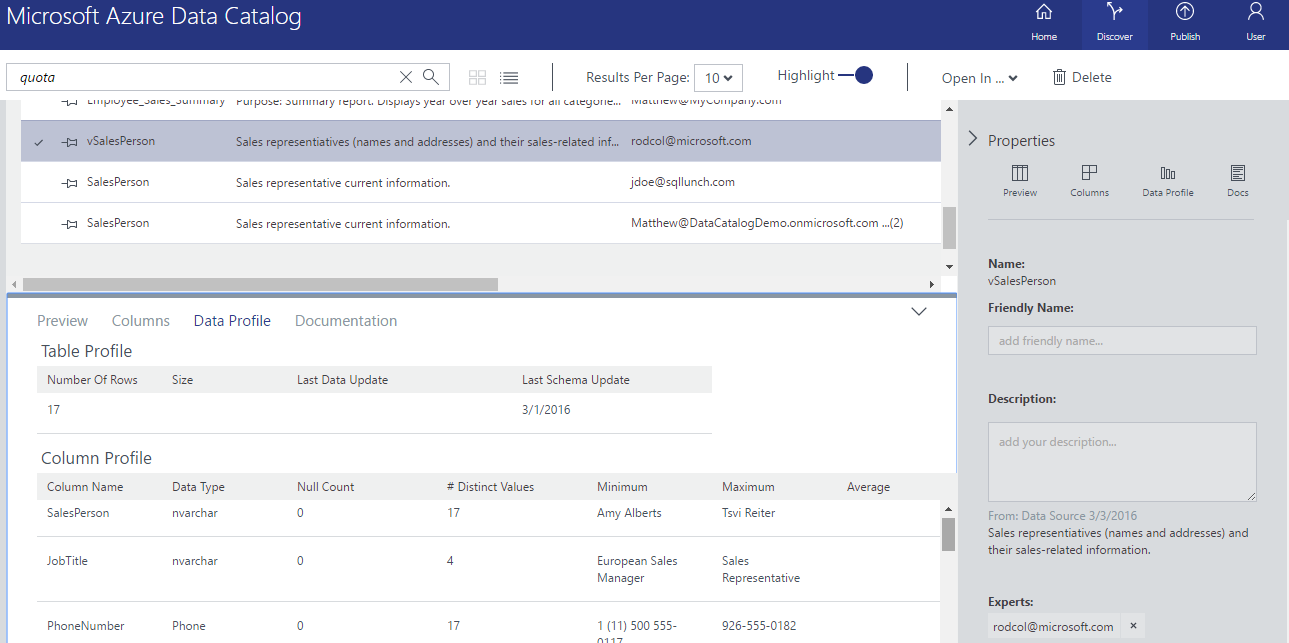 Microsoft Azure Data Catalog
Home Discover Publish User
quota
Results Per Page: 10 Highlight Open In ... Delete
Employee_Sales_Summary Purpose: Summary report. Displays year over year sales for all categorie... Matthew@MyCompany.com
vSalesPerson Sales representatives (names and addresses) and their sales-related inf... rodcol@microsoft.com
SalesPerson Sales representative current information. jdoe@sqllunch.com
SalesPerson Sales representative current information. Matthew@DataCatalogDemo.onmicrosoft.com ...(2)
Preview Columns Data Profile Documentation
Table Profile
Number Of Rows Size Last Data Update Last Schema Update
17 3/1/2016
Column Profile
Column Name Data Type Null Count # Distinct Values Minimum Maximum Average
SalesPerson nvarchar 0 17 Amy Alberts Tsvi Reiter
JobTitle nvarchar 0 4 European Sales Sales
Manager Representative
PhoneNumber Phone 0 17 1 (11) 500 555- 926-555-0182
0117
Properties
Preview Columns Data Profile Docs
Name:
vSalesPerson
Friendly Name:
add friendly name...
Description:
add your description...
From: Data Source 3/3/2016
Sales representiatives (names and addresses) and
their sales-related information.
Experts:
rodcol@microsoft.com ×